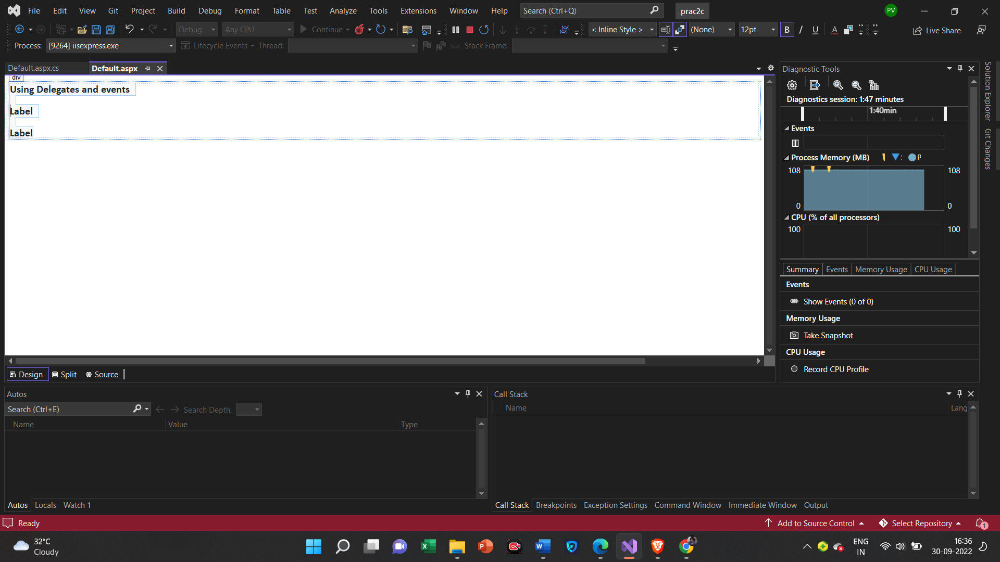 File Edit View Git Project Build Debug Format Table Test Analyze Tools Extensions Window Help Search (Ctrl+Q) prac2c PV
Debug Any CPU Continue < Inline Style > (None) 12pt B I U A Live Share
Process: [9264] iisexpress.exe Lifecycle Events Thread: Stack Frame:
Default.aspx.cs Default.aspx
div
Using Delegates and events
Label
Label
Design Split Source
Diagnostic Tools
Diagnostics session: 1:47 minutes
1:40min
Events
Process Memory (MB) P
108 108
0 0
CPU (% of all processors)
100 100
Summary Events Memory Usage CPU Usage
Events
Show Events (0 of 0)
Memory Usage
Take Snapshot
CPU Usage
Record CPU Profile
Solution Explorer
Git Changes
Autos
Search (Ctrl+E) Search Depth:
Name Value Type
Autos Locals Watch 1
Call Stack
Name Lang
Call Stack Breakpoints Exception Settings Command Window Immediate Window Output
Ready Add to Source Control Select Repository 1
32°C
Cloudy
ENG
IN
16:36
30-09-2022